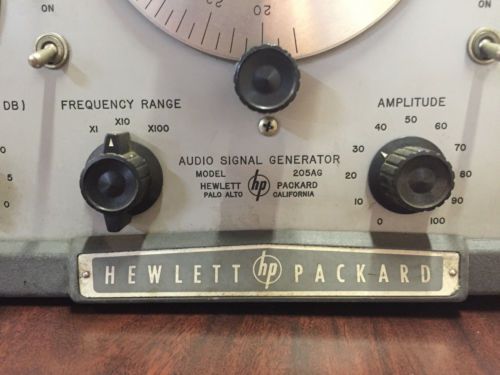 20
ON
ON
DB)
FREQUENCY RANGE
X1 X10 X100
AMPLITUDE
0 10 20 30 40 50 60 70 80 90 100
5
0
AUDIO SIGNAL GENERATOR
MODEL 205AG
HEWLETT hp PACKARD
PALO ALTO CALIFORNIA
HEWLETT hp PACKARD